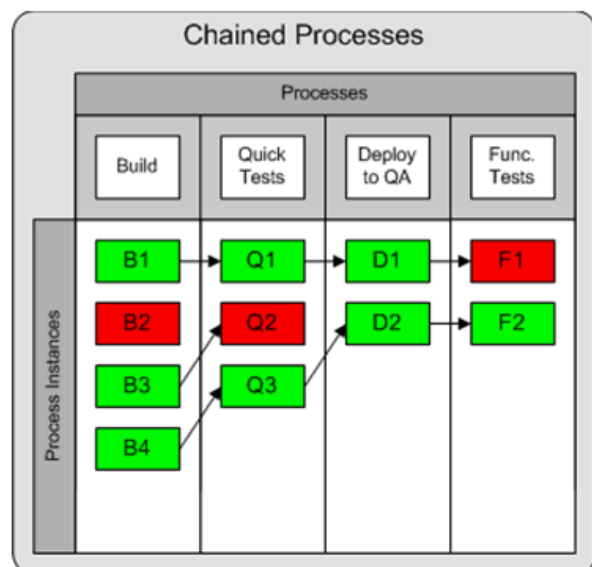 Chained Processes
Processes
Build
Quick
Tests
Deploy
to QA
Func.
Tests
Process Instances
B1
Q1
D1
F1
B2
Q2
D2
F2
B3
Q3
B4